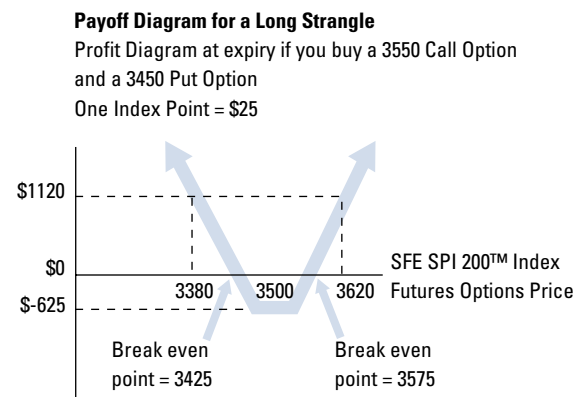 Payoff Diagram for a Long Strangle
Profit Diagram at expiry if you buy a 3550 Call Option
and a 3450 Put Option
One Index Point = $25
$1120
$0
$-625
3380
3500
3620
SFE SPI 200™ Index
Futures Options Price
Break even
point = 3425
Break even
point = 3575